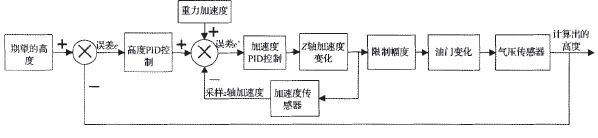 重力加速度
计算出的
高度
期望的高
度
+
误差e
高度PID控
制
+
+
误差e'
加速度
PID控制
Z轴加速度
变化
限制幅度
油门变化
气压传感器
—
—
采样z轴加速度
加速度传
感器